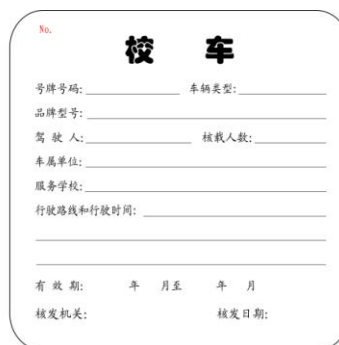 No.
校 车
号牌号码: 车辆类型:
品牌型号:
驾 驶 人: 核载人数:
车属单位:
服务学校:
行驶路线和行驶时间:
有 效 期: 年 月至 年 月
核发机关: 核发日期: